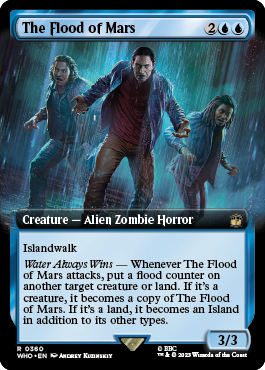 The Flood of Mars 2
Creature — Alien Zombie Horror
Islandwalk
Water Always Wins — Whenever The Flood
of Mars attacks, put a flood counter on
another target creature or land. If it's a
creature, it becomes a copy of The Flood
of Mars. If it's a land, it becomes an Island
in addition to its other types.
3/3
R 0360
WHO • EN Andrey Kuzinskiy
© BBC
™ & © 2023 Wizards of the Coast